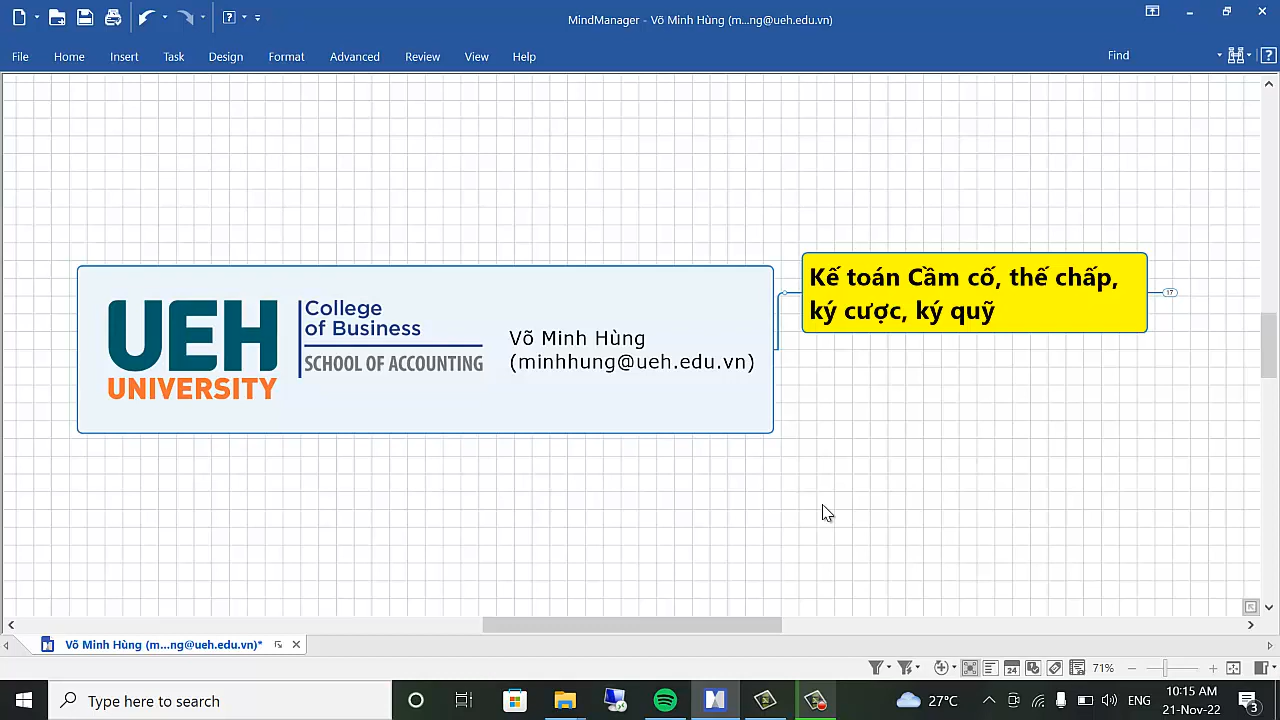 MindManager - Võ Minh Hùng (m...ng@ueh.edu.vn)
File Home Insert Task Design Format Advanced Review View Help Find
Kế toán Cầm cố, thế chấp,
ký cược, ký quỹ
17
UEH
UNIVERSITY
College
of Business
SCHOOL OF ACCOUNTING
Võ Minh Hùng
(minhhung@ueh.edu.vn)
Võ Minh Hùng (m...ng@ueh.edu.vn)*
24
71%
Type here to search
27°C
ENG
10:15 AM
21-Nov-22
3